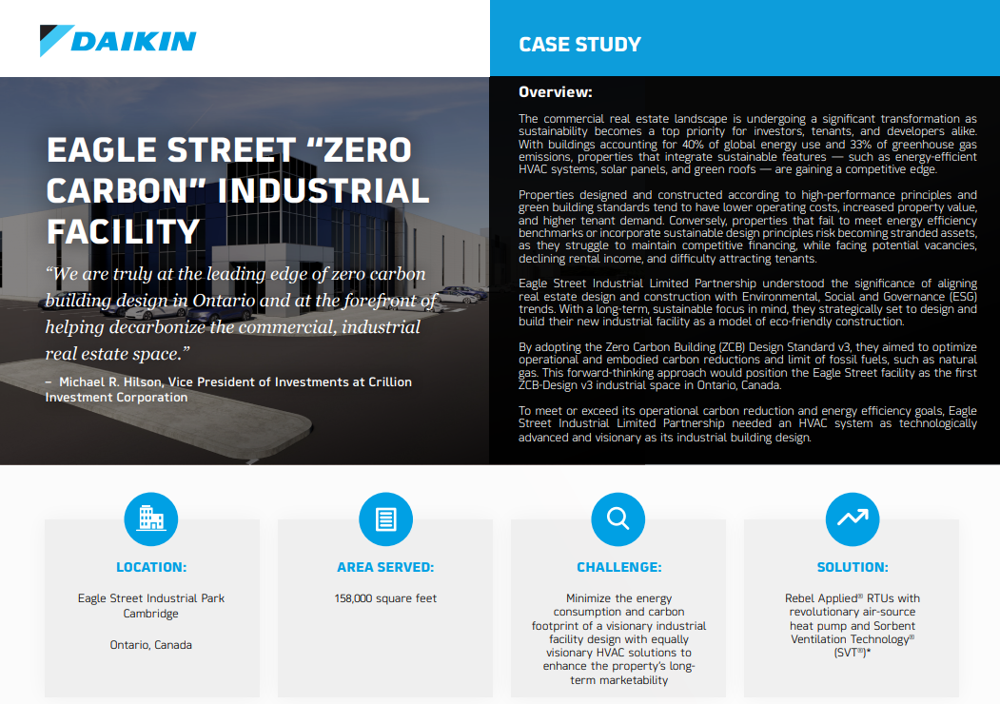 DAIKIN
CASE STUDY
EAGLE STREET “ZERO
CARBON” INDUSTRIAL
FACILITY
“We are truly at the leading edge of zero carbon
building design in Ontario and at the forefront of
helping decarbonize the commercial, industrial
real estate space.”
– Michael R. Hilson, Vice President of Investments at Crillion
Investment Corporation
Overview:
The commercial real estate landscape is undergoing a significant transformation as
sustainability becomes a top priority for investors, tenants, and developers alike.
With buildings accounting for 40% of global energy use and 33% of greenhouse gas
emissions, properties that integrate sustainable features — such as energy-efficient
HVAC systems, solar panels, and green roofs — are gaining a competitive edge.
Properties designed and constructed according to high-performance principles and
green building standards tend to have lower operating costs, increased property value,
and higher tenant demand. Conversely, properties that fail to meet energy efficiency
benchmarks or incorporate sustainable design principles risk becoming stranded assets,
as they struggle to maintain competitive financing, while facing potential vacancies,
declining rental income, and difficulty attracting tenants.
Eagle Street Industrial Limited Partnership understood the significance of aligning
real estate design and construction with Environmental, Social and Governance (ESG)
trends. With a long-term, sustainable focus in mind, they strategically set to design and
build their new industrial facility as a model of eco-friendly construction.
By adopting the Zero Carbon Building (ZCB) Design Standard v3, they aimed to optimize
operational and embodied carbon reductions and limit of fossil fuels, such as natural
gas. This forward-thinking approach would position the Eagle Street facility as the first
ZCB-Design v3 industrial space in Ontario, Canada.
To meet or exceed its operational carbon reduction and energy efficiency goals, Eagle
Street Industrial Limited Partnership needed an HVAC system as technologically
advanced and visionary as its industrial building design.
LOCATION:
Eagle Street Industrial Park
Cambridge
Ontario, Canada
AREA SERVED:
158,000 square feet
CHALLENGE:
Minimize the energy
consumption and carbon
footprint of a visionary industrial
facility design with equally
visionary HVAC solutions to
enhance the property's long-
term marketability
SOLUTION:
Rebel Applied® RTUs with
revolutionary air-source
heat pump and Sorbent
Ventilation Technology®
(SVT®)*